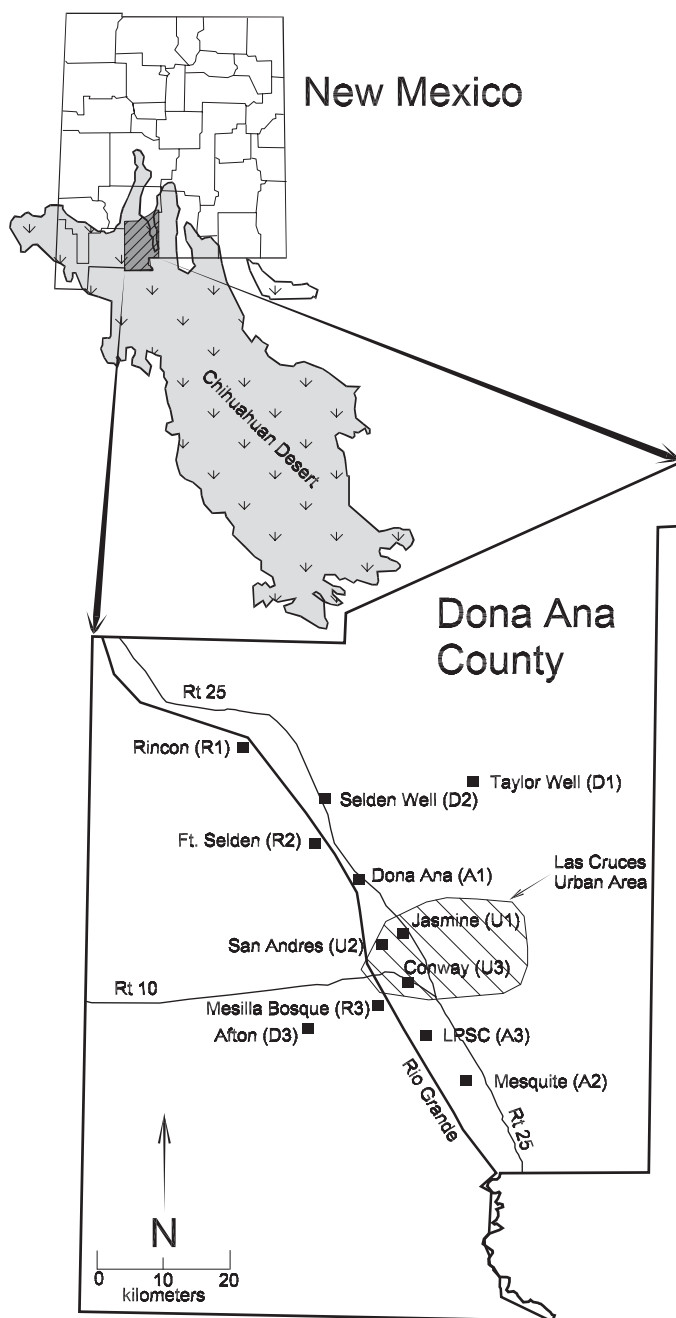 New Mexico
Chihuahuan Desert
Dona Ana
County
Rt 25
Rincon (R1)
Taylor Well (D1)
Selden Well (D2)
Ft. Selden (R2)
Las Cruces
Urban Area
Dona Ana (A1)
Jasmine (U1)
San Andres (U2)
Conway (U3)
Rt 10
Mesilla Bosque (R3)
Afton (D3)
LPSC (A3)
Rio Grande
Mesquite (A2)
Rt 25
N
0 10 20
kilometers